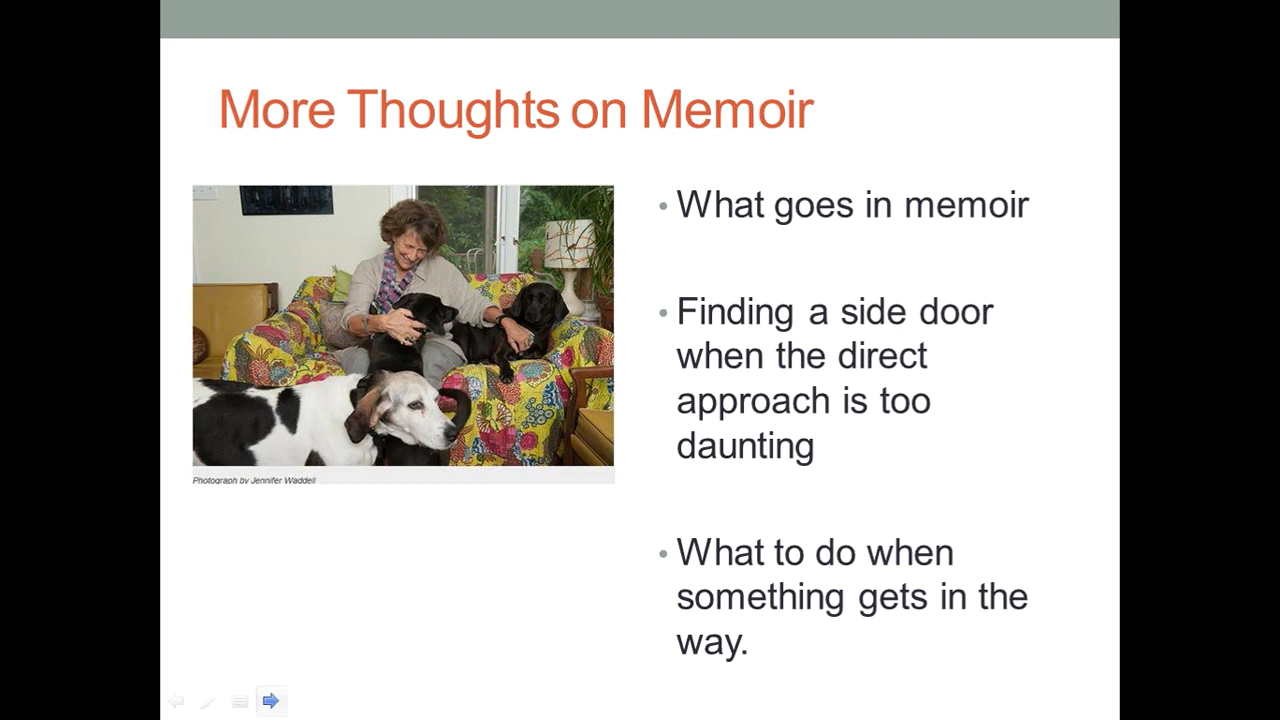 More Thoughts on Memoir
• What goes in memoir
• Finding a side door
when the direct
approach is too
daunting
• What to do when
something gets in the
way.
Photograph by Jennifer Waddell